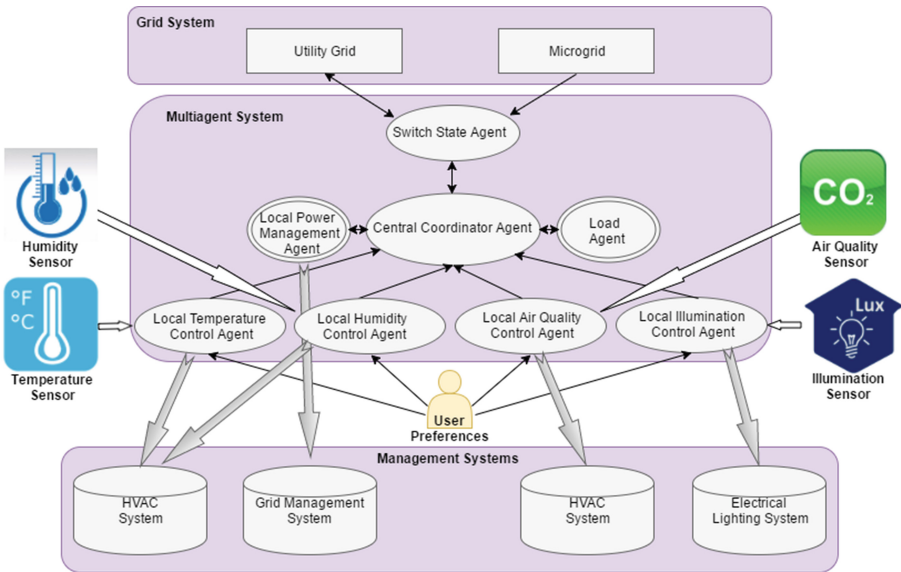 Grid System
Utility Grid
Microgrid
Multiagent System
Switch State Agent
Humidity
Sensor
CO2
Air Quality
Sensor
Local Power
Management
Agent
Central Coordinator Agent
Load
Agent
°F
°C
Temperature
Sensor
Local Temperature
Control Agent
Local Humidity
Control Agent
Local Air Quality
Control Agent
Local Illumination
Control Agent
Lux
Illumination
Sensor
User
Preferences
Management Systems
HVAC
System
Grid Management
System
HVAC
System
Electrical
Lighting System